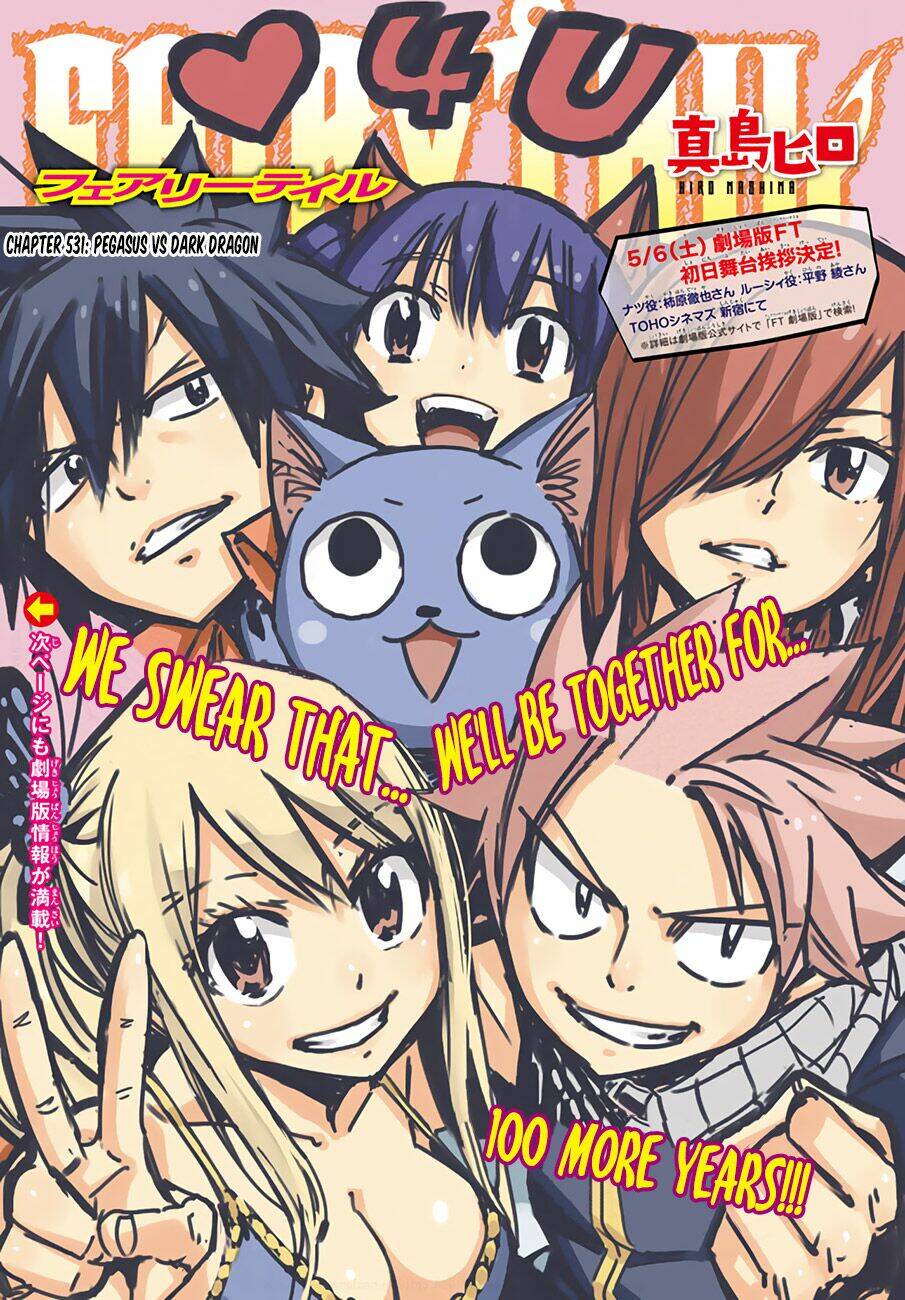 ♥ 4 U
FAIRY TAIL
フェアリーテイル
真島ヒロ
HIRO MASHIMA
CHAPTER 531: PEGASUS VS DARK DRAGON
5/6(土) 劇場版FT
初日舞台挨拶決定!
ナツ役:柿原徹也さん ルーシィ役:平野 綾さん
TOHOシネマズ 新宿にて
※詳細は劇場版公式サイトで「FT 劇場版」で検索!
WE SWEAR THAT...
WE'LL BE TOGETHER FOR...
次ページにも劇場版情報が満載!
100 MORE YEARS!!!